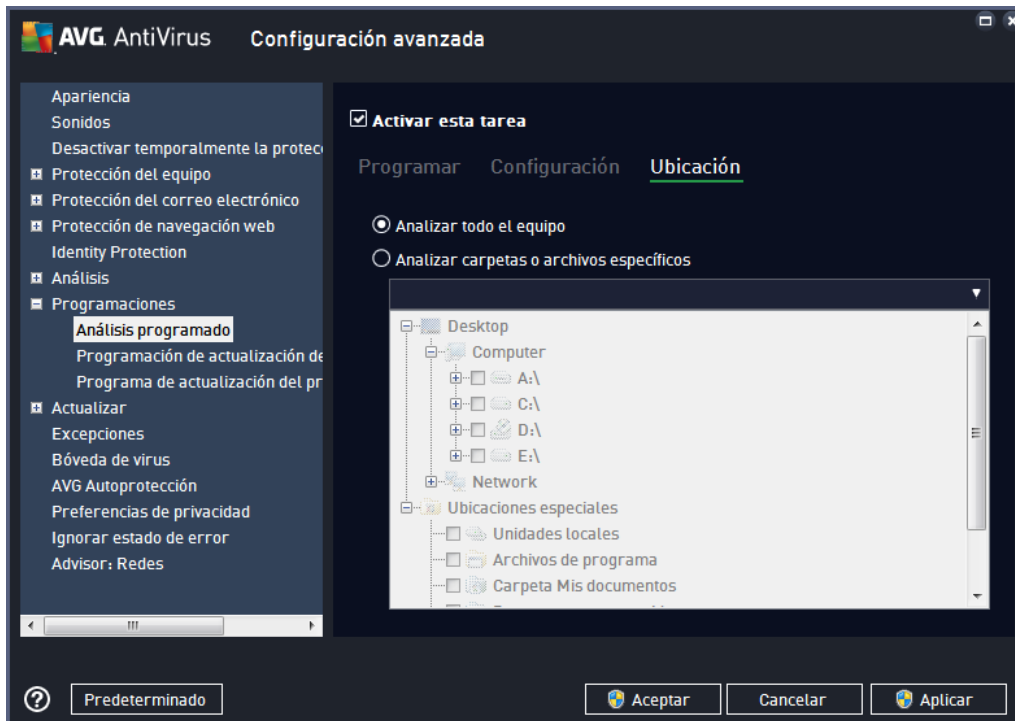 AVG. AntiVirus Configuración avanzada
Apariencia
Sonidos
Desactivar temporalmente la protec
Protección del equipo
Protección del correo electrónico
Protección de navegación web
Identity Protection
Análisis
Programaciones
Análisis programado
Programación de actualización de
Programa de actualización del pr
Actualizar
Excepciones
Bóveda de virus
AVG Autoprotección
Preferencias de privacidad
Ignorar estado de error
Advisor: Redes
Activar esta tarea
Programar Configuración Ubicación
Analizar todo el equipo
Analizar carpetas o archivos específicos
Desktop
Computer
A:\
C:\
D:\
E:\
Network
Ubicaciones especiales
Unidades locales
Archivos de programa
Carpeta Mis documentos
Predeterminado
Aceptar
Cancelar
Aplicar